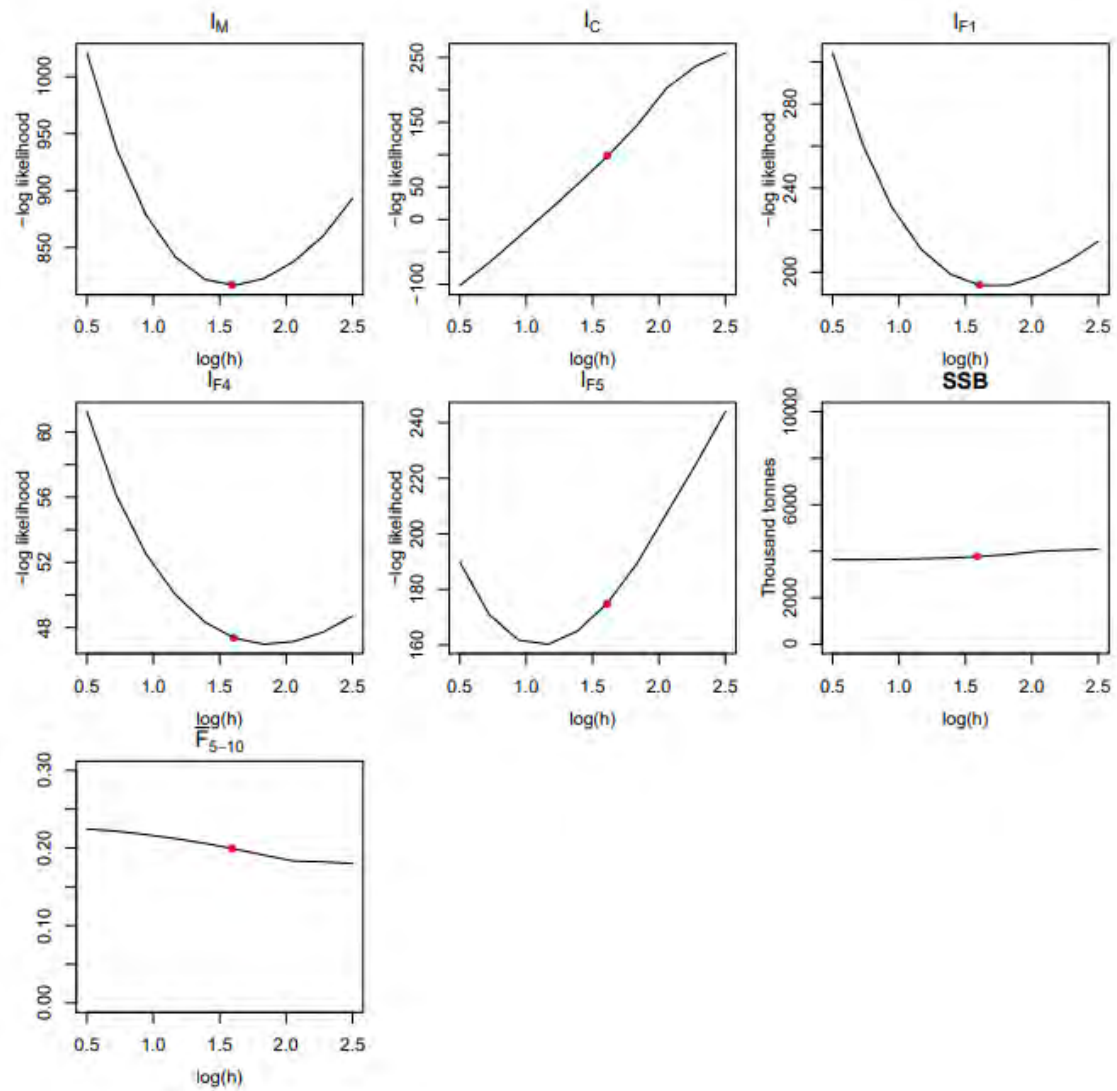 l_M
−log likelihood
1000
950
900
850
0.5 1.0 1.5 2.0 2.5
log(h)
l_C
−log likelihood
250
150
50
0
−100
0.5 1.0 1.5 2.0 2.5
log(h)
l_F1
−log likelihood
280
240
200
0.5 1.0 1.5 2.0 2.5
log(h)
l_F4
−log likelihood
60
56
52
48
0.5 1.0 1.5 2.0 2.5
log(h)
l_F5
−log likelihood
240
220
200
180
160
0.5 1.0 1.5 2.0 2.5
log(h)
SSB
Thousand tonnes
10000
6000
2000
0
0.5 1.0 1.5 2.0 2.5
log(h)
F̅_5−10
0.30
0.20
0.10
0.00
0.5 1.0 1.5 2.0 2.5
log(h)